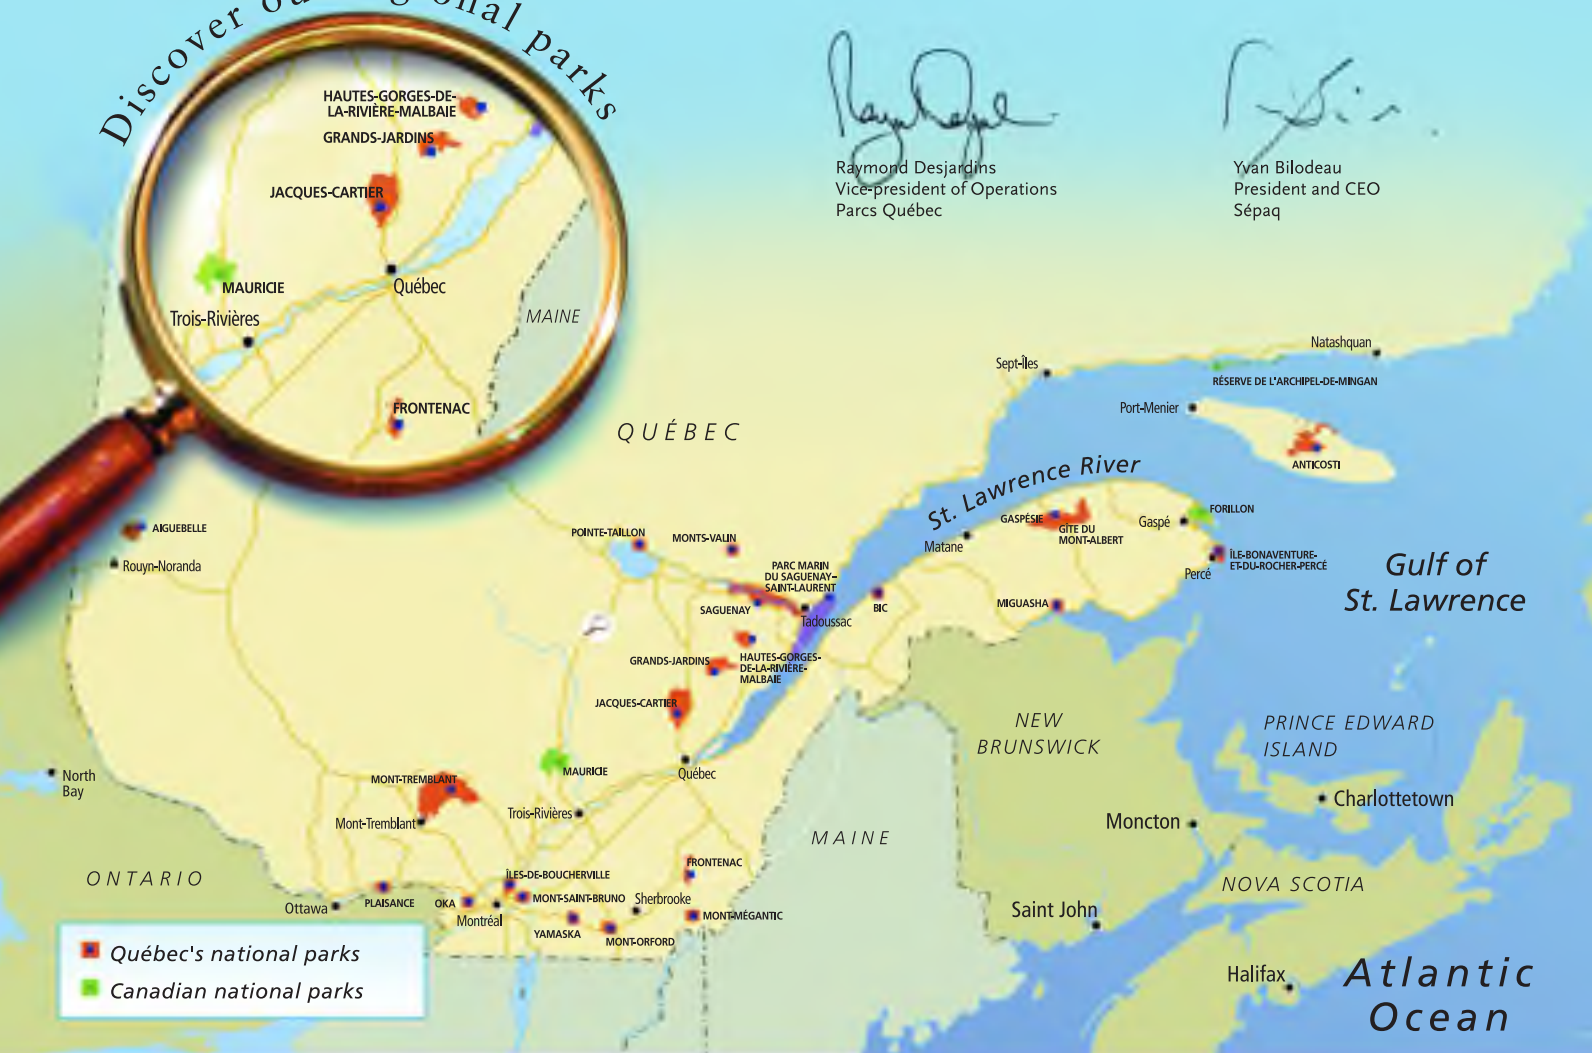 Discover our regional parks
HAUTES-GORGES-DE-
LA-RIVIÈRE-MALBAIE
GRANDS-JARDINS
JACQUES-CARTIER
MAURICIE
Québec
Trois-Rivières
MAINE
FRONTENAC
Raymond Desjardins
Vice-president of Operations
Parcs Québec
Yvan Bilodeau
President and CEO
Sépaq
QUÉBEC
Sept-Îles
Natashquan
RÉSERVE DE L'ARCHIPEL-DE-MINGAN
Port-Menier
ANTICOSTI
St. Lawrence River
GASPÉSIE
GÎTE DU
MONT-ALBERT
Gaspé
FORILLON
Matane
Percé
ÎLE-BONAVENTURE-
ET-DU-ROCHER-PERCÉ
Gulf of
St. Lawrence
AIGUEBELLE
Rouyn-Noranda
POINTE-TAILLON
MONTS-VALIN
PARC MARIN
DU SAGUENAY–
SAINT-LAURENT
SAGUENAY
Tadoussac
BIC
MIGUASHA
GRANDS-JARDINS
HAUTES-GORGES-
DE-LA-RIVIÈRE-
MALBAIE
JACQUES-CARTIER
MAURICIE
Québec
NEW
BRUNSWICK
PRINCE EDWARD
ISLAND
North
Bay
MONT-TREMBLANT
Mont-Tremblant
Trois-Rivières
Charlottetown
Moncton
MAINE
ONTARIO
FRONTENAC
ÎLES-DE-BOUCHERVILLE
NOVA SCOTIA
Ottawa
PLAISANCE
OKA
Montréal
MONT-SAINT-BRUNO
Sherbrooke
YAMASKA
MONT-ORFORD
MONT-MÉGANTIC
Saint John
Halifax
Atlantic
Ocean
Québec's national parks
Canadian national parks